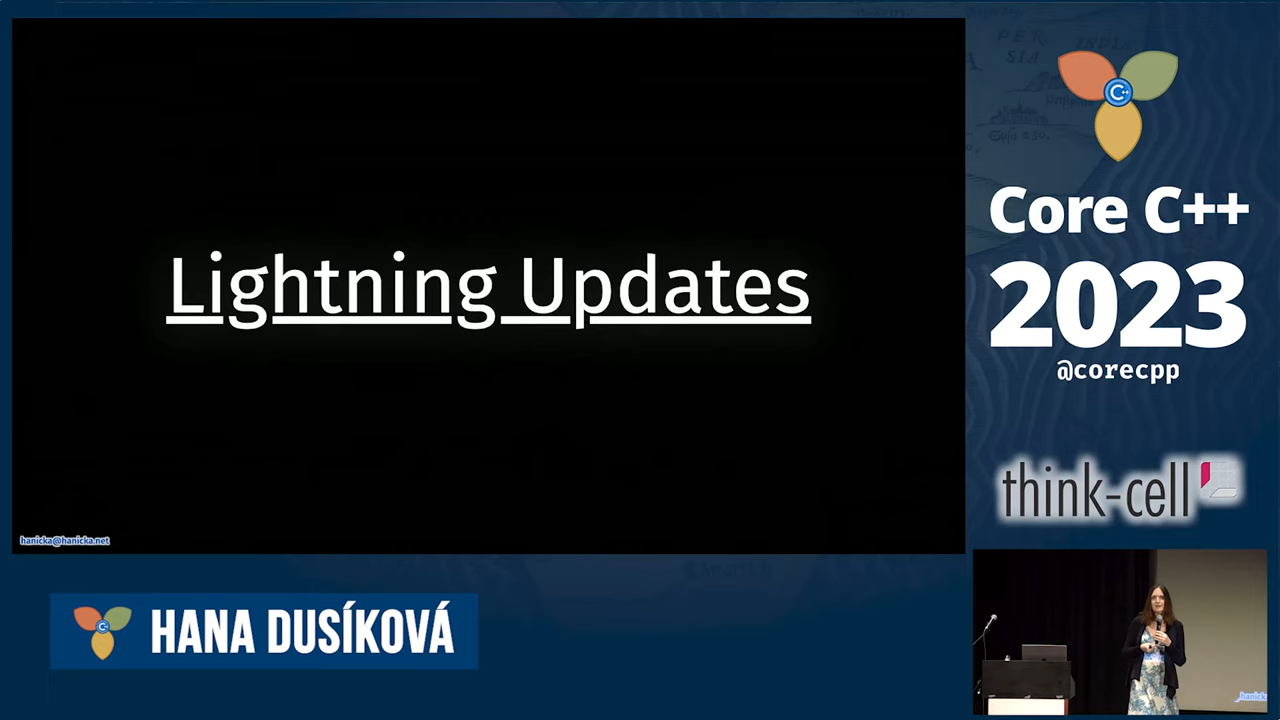 Lightning Updates
hanicka@hanicka.net
HANA DUSÍKOVÁ
C++
Core C++
2023
@corecpp
think-cell